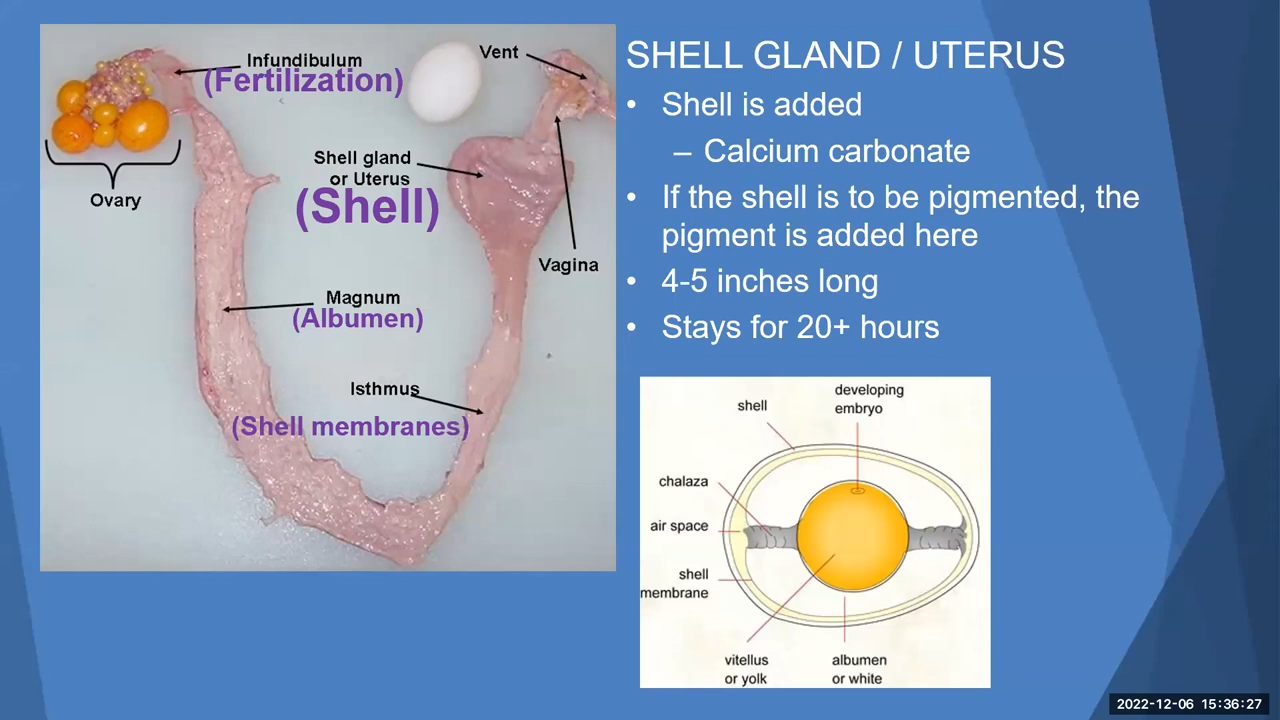 Infundibulum
(Fertilization)
Vent
Shell gland
or Uterus
(Shell)
Ovary
Vagina
Magnum
(Albumen)
Isthmus
(Shell membranes)
SHELL GLAND / UTERUS
• Shell is added
– Calcium carbonate
• If the shell is to be pigmented, the
pigment is added here
• 4-5 inches long
• Stays for 20+ hours
developing
embryo
shell
chalaza
air space
shell
membrane
vitellus
or yolk
albumen
or white
2022-12-06 15:36:27